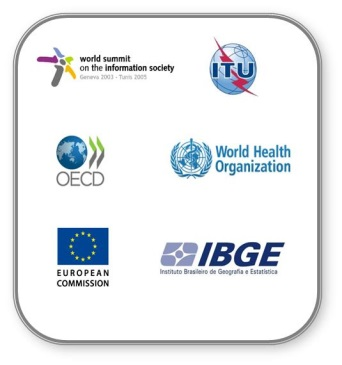 world summit
on the information society
Geneva 2003 - Tunis 2005
ITU
OECD
World Health
Organization
EUROPEAN
COMMISSION
IBGE
Instituto Brasileiro de Geografia e Estatística